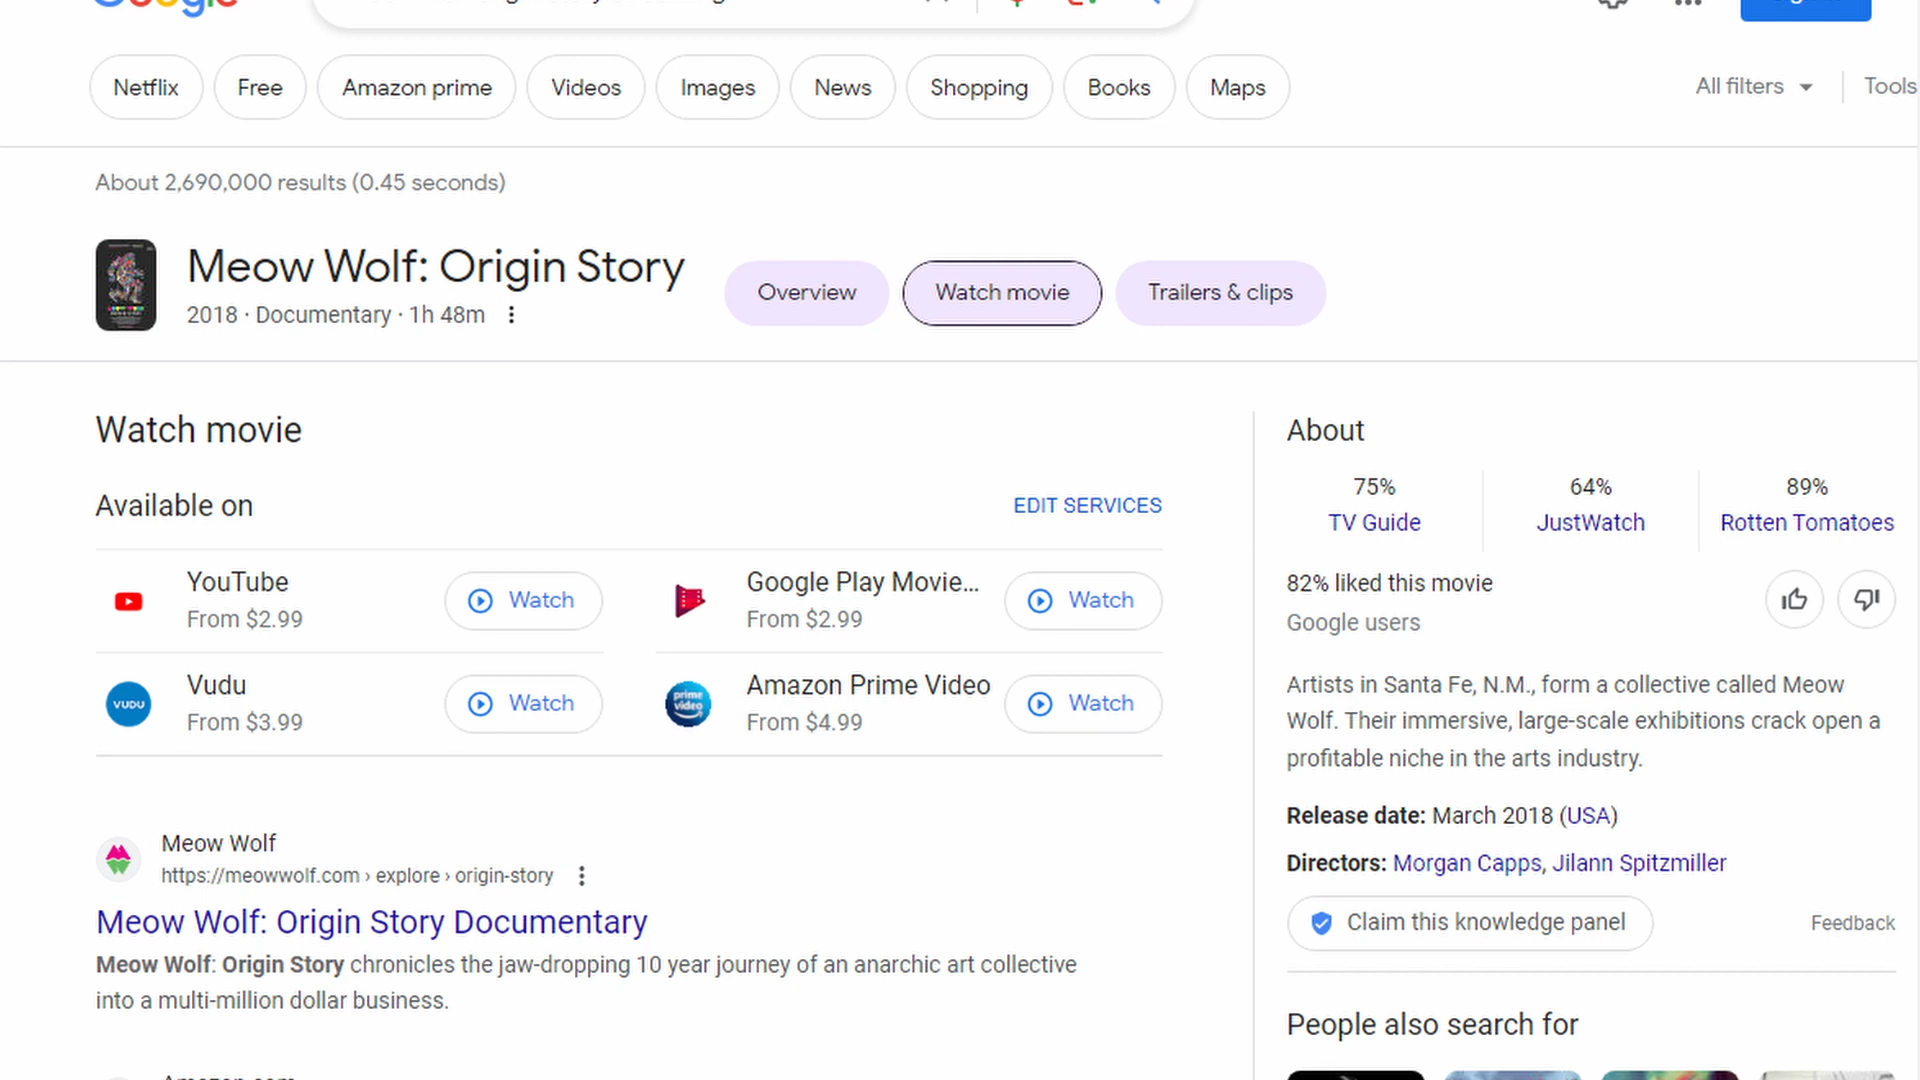 Netflix
Free
Amazon prime
Videos
Images
News
Shopping
Books
Maps
All filters
Tools
About 2,690,000 results (0.45 seconds)
Meow Wolf: Origin Story
2018 · Documentary · 1h 48m
Overview
Watch movie
Trailers & clips
Watch movie
Available on
EDIT SERVICES
YouTube
From $2.99
Watch
Google Play Movie...
From $2.99
Watch
VUDU
Vudu
From $3.99
Watch
prime
video
Amazon Prime Video
From $4.99
Watch
Meow Wolf
https://meowwolf.com › explore › origin-story
Meow Wolf: Origin Story Documentary
Meow Wolf: Origin Story chronicles the jaw-dropping 10 year journey of an anarchic art collective
into a multi-million dollar business.
About
75%
TV Guide
64%
JustWatch
89%
Rotten Tomatoes
82% liked this movie
Google users
Artists in Santa Fe, N.M., form a collective called Meow
Wolf. Their immersive, large-scale exhibitions crack open a
profitable niche in the arts industry.
Release date: March 2018 (USA)
Directors: Morgan Capps, Jilann Spitzmiller
Claim this knowledge panel
Feedback
People also search for